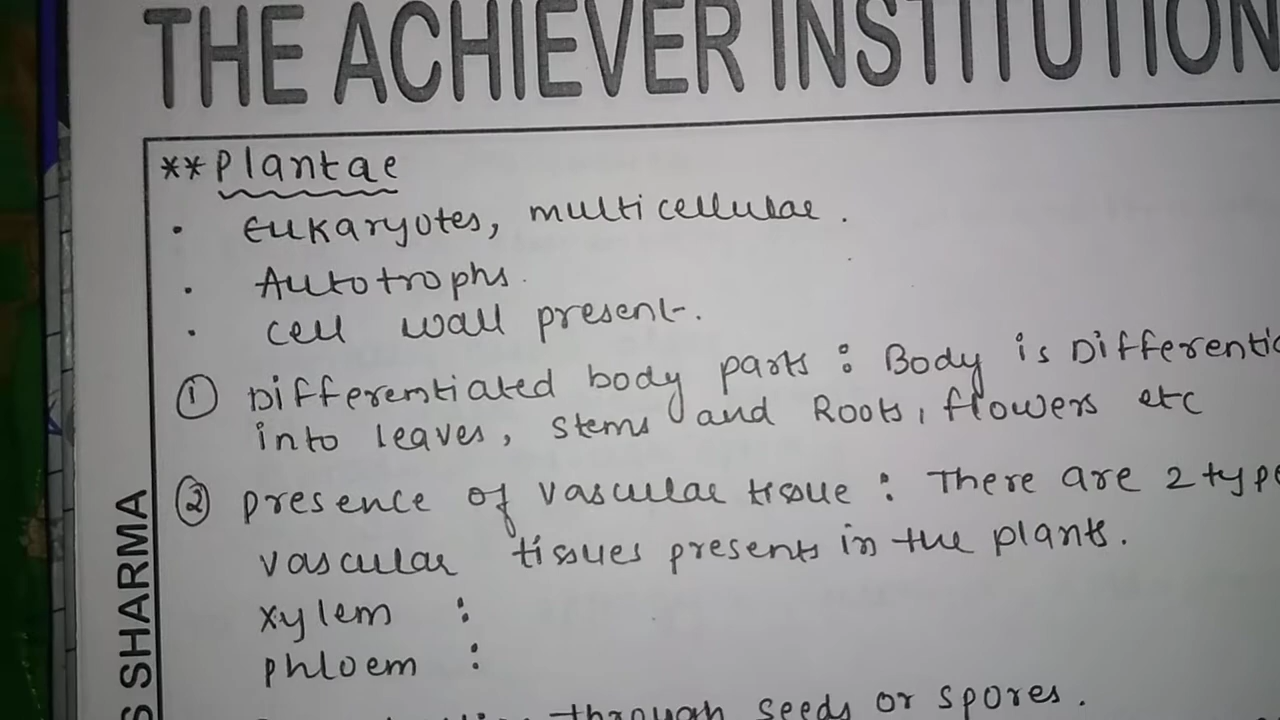 THE ACHIEVER INSTITUTION
**Plantae
• Eukaryotes, multicellular.
• Autotrophs.
• cell wall present.
① Differentiated body parts : Body is
into leaves, stems and Roots, flowers etc
② presence of vascular tissue : There are 2
vascular tissues presents in the plants.
xylem :
phloem :
through seeds or spores.
SHARMA